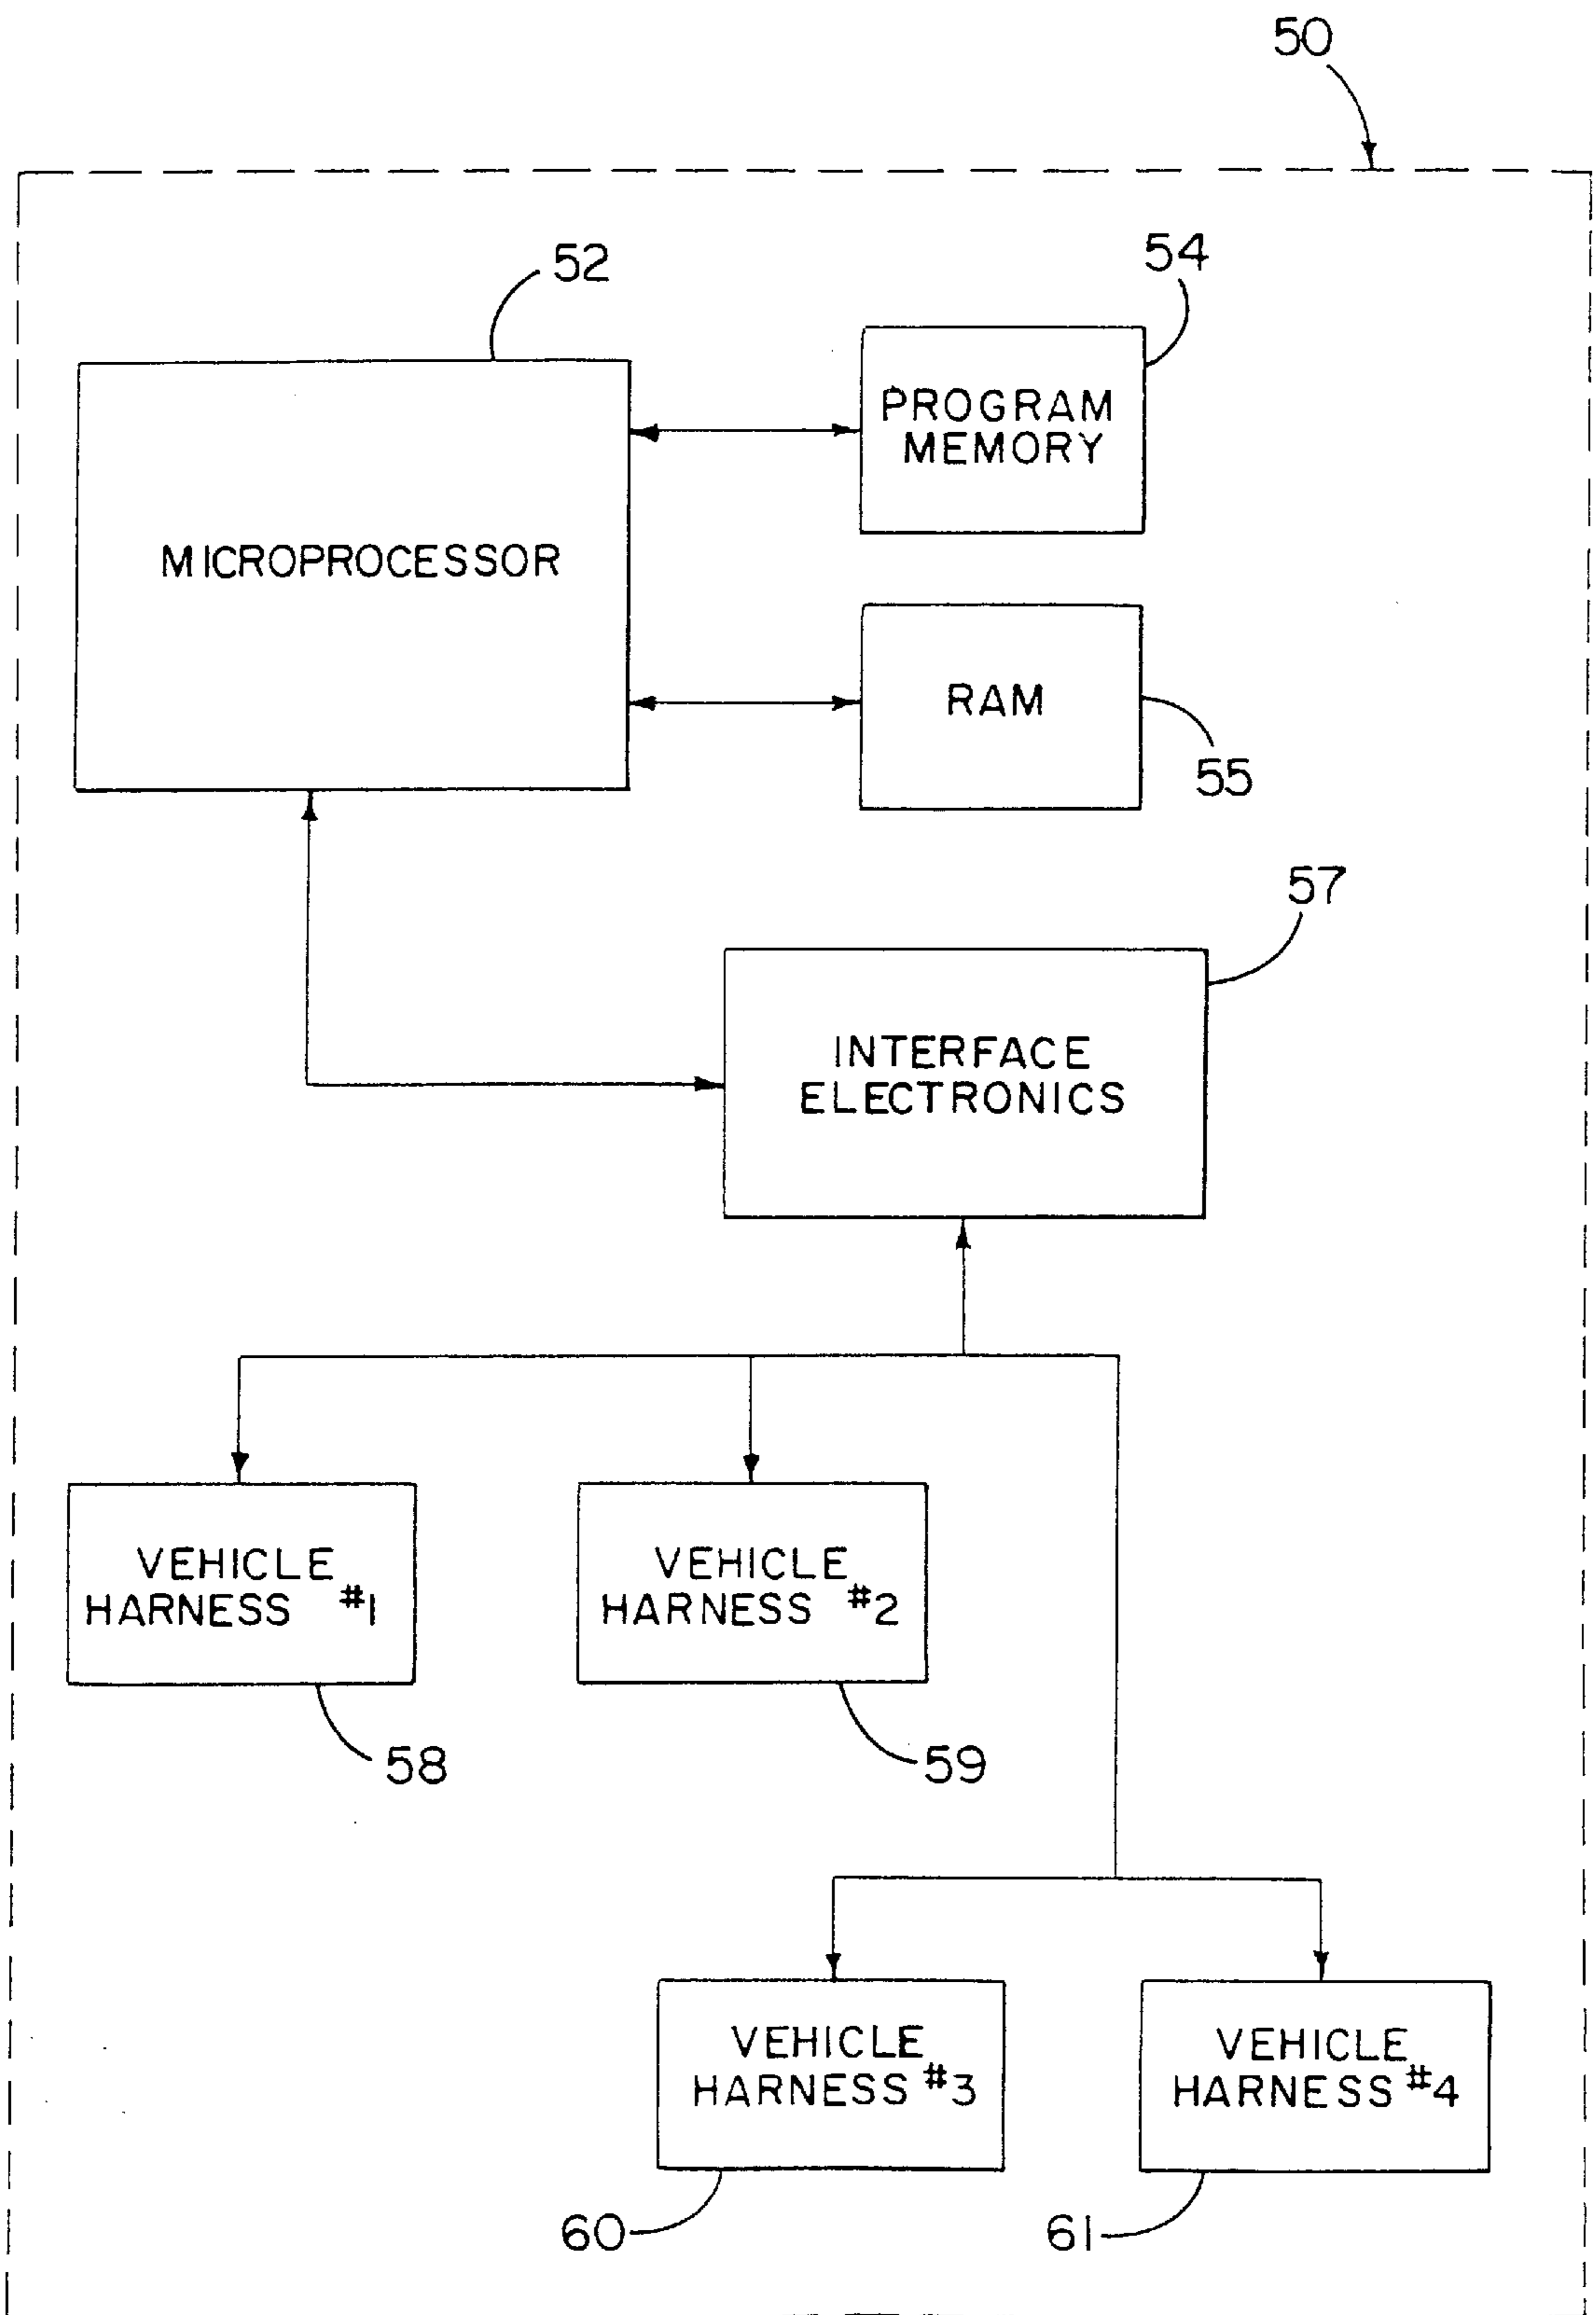 50
52
54
PROGRAM
MEMORY
MICROPROCESSOR
RAM
55
57
INTERFACE
ELECTRONICS
VEHICLE
HARNESS #1
VEHICLE
HARNESS #2
58
59
VEHICLE
HARNESS #3
VEHICLE
HARNESS #4
60
61